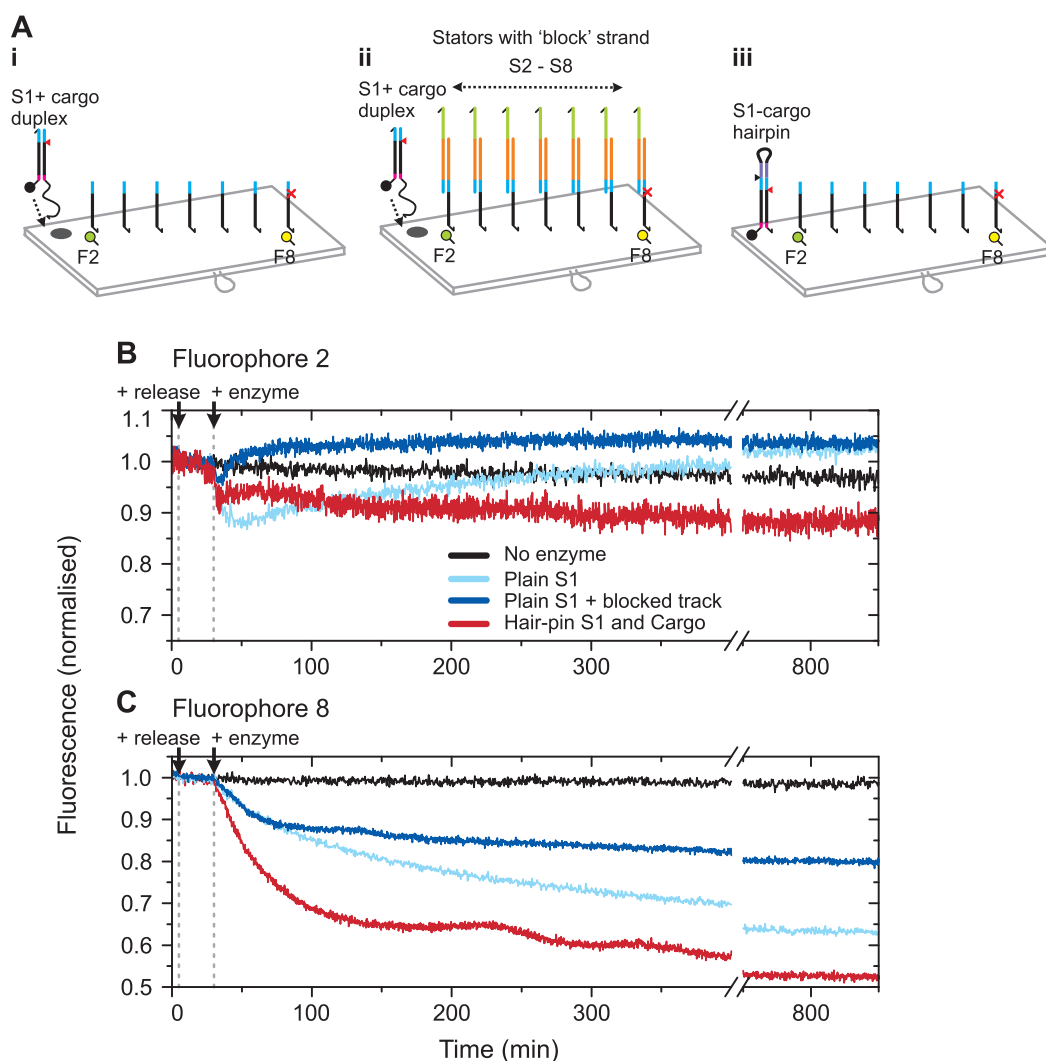 A
i
ii
iii
Stators with ‘block’ strand
S2 - S8
S1+ cargo
duplex
S1+ cargo
duplex
S1-cargo
hairpin
F2
F8
F2
F8
F2
F8
B Fluorophore 2
+ release + enzyme
1.1
1.0
0.9
0.8
0.7
No enzyme
Plain S1
Plain S1 + blocked track
Hair-pin S1 and Cargo
0 100 200 300 800
C Fluorophore 8
+ release + enzyme
1.0
0.9
0.8
0.7
0.6
0.5
0 100 200 300 800
Fluorescence (normalised)
Time (min)